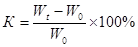 K = (W_t − W_0) / W_0 × 100%